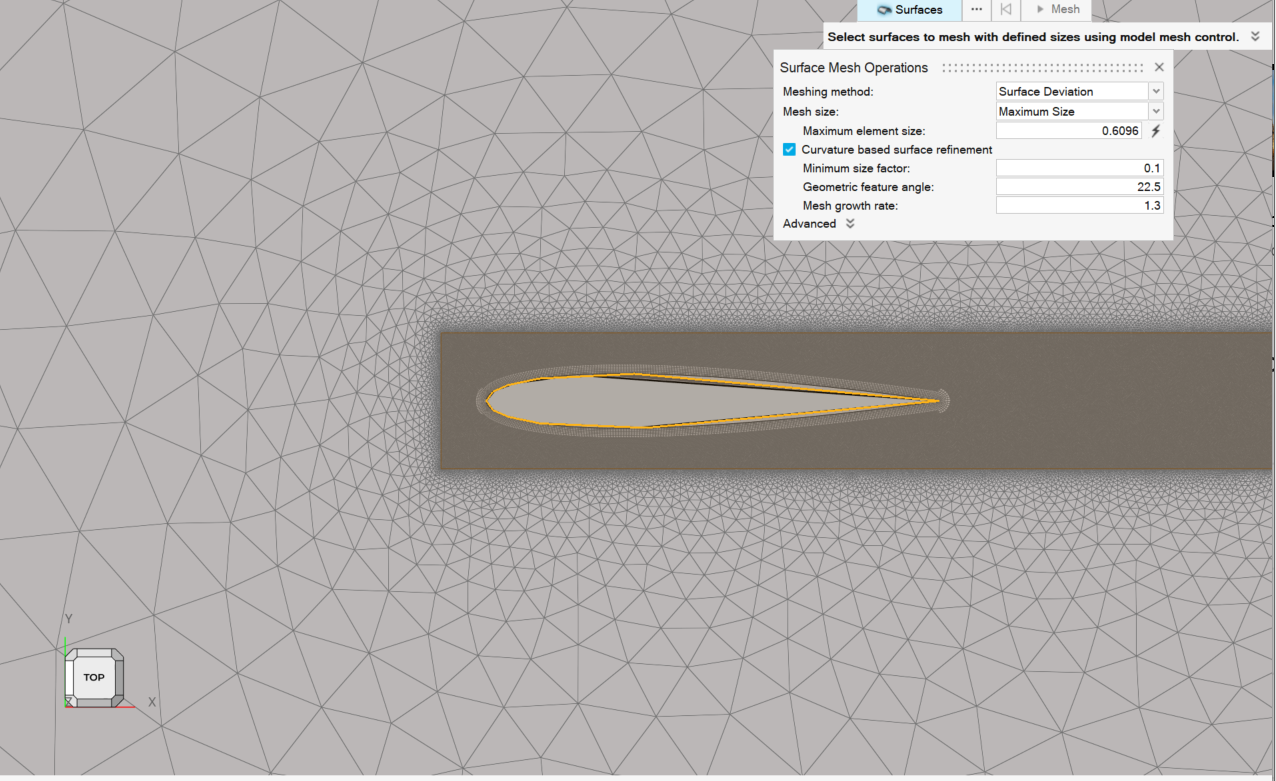 Surfaces
Mesh
Select surfaces to mesh with defined sizes using model mesh control.
Surface Mesh Operations
Meshing method: Surface Deviation
Mesh size: Maximum Size
Maximum element size: 0.6096
Curvature based surface refinement
Minimum size factor: 0.1
Geometric feature angle: 22.5
Mesh growth rate: 1.3
Advanced
Y
TOP
Z
X